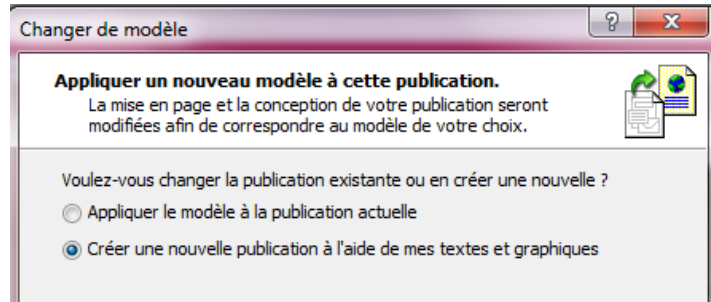 Changer de modèle
Appliquer un nouveau modèle à cette publication.
La mise en page et la conception de votre publication seront
modifiées afin de correspondre au modèle de votre choix.
Voulez-vous changer la publication existante ou en créer une nouvelle ?
Appliquer le modèle à la publication actuelle
Créer une nouvelle publication à l'aide de mes textes et graphiques